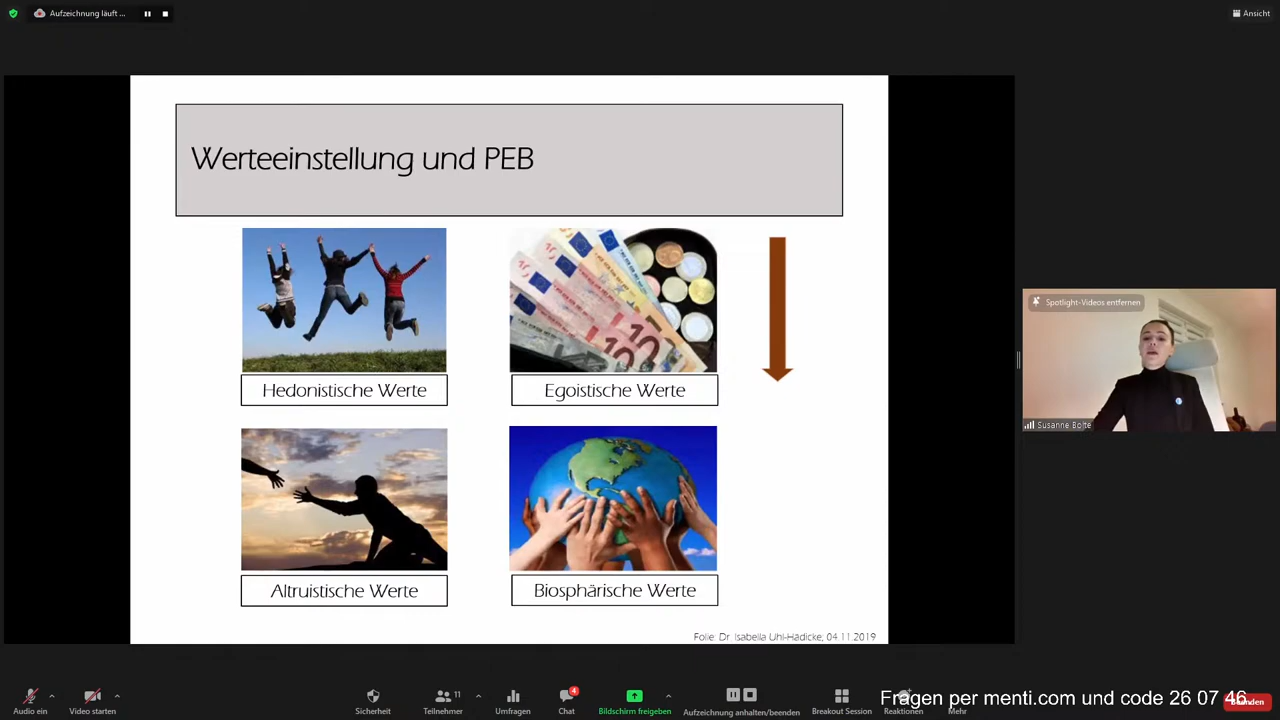 Aufzeichnung läuft ...
Ansicht
Werteeinstellung und PEB
Hedonistische Werte
Egoistische Werte
Altruistische Werte
Biosphärische Werte
Folie: Dr. Isabella Uhl-Hädicke; 04.11.2019
Spotlight-Videos entfernen
Susanne Bolte
Audio ein
Video starten
Sicherheit
Teilnehmer
11
Umfragen
Chat
4
Bildschirm freigeben
Aufzeichnung anhalten/beenden
Breakout Session
Reaktionen
Mehr
Beenden
Fragen per menti.com und code 26 07 46